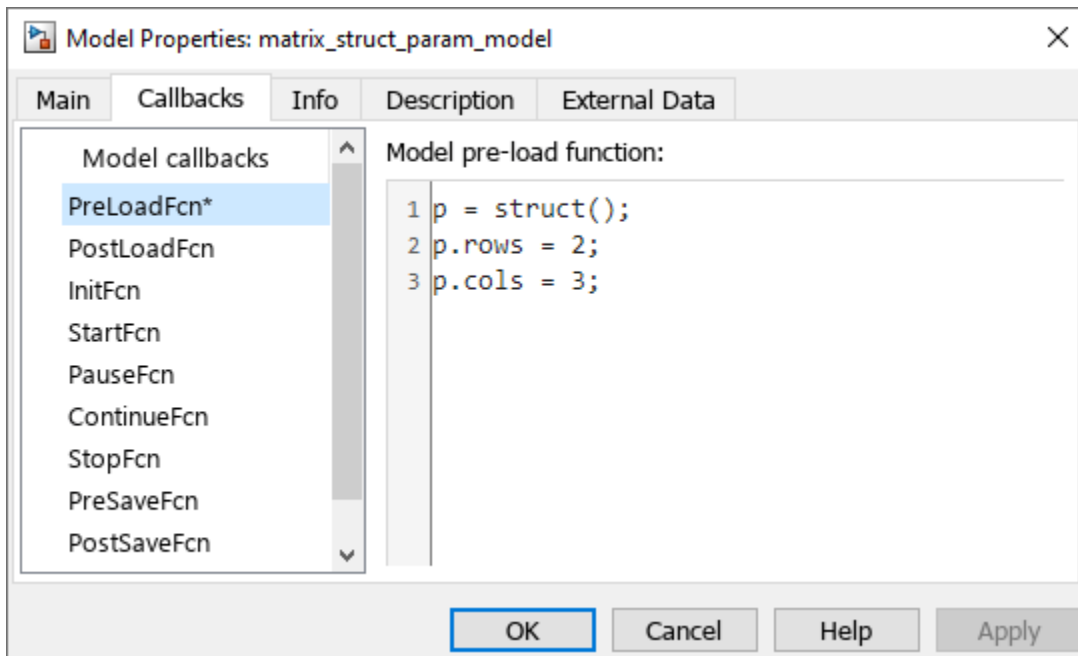 Model Properties: matrix_struct_param_model
Main Callbacks Info Description External Data
Model callbacks
PreLoadFcn*
PostLoadFcn
InitFcn
StartFcn
PauseFcn
ContinueFcn
StopFcn
PreSaveFcn
PostSaveFcn
Model pre-load function:
1 p = struct();
2 p.rows = 2;
3 p.cols = 3;
OK Cancel Help Apply